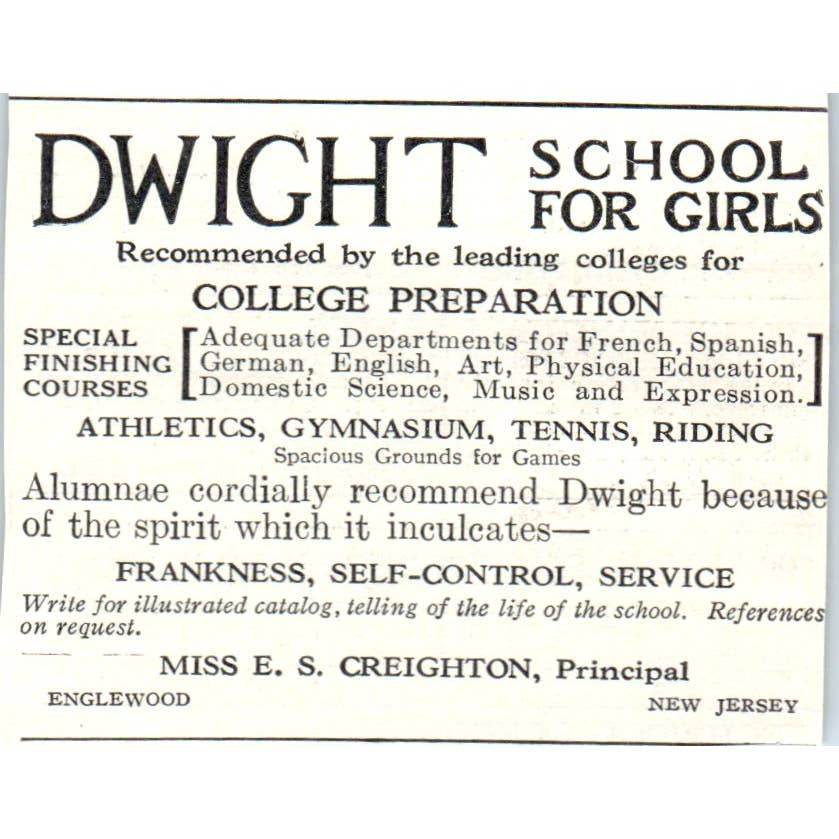 DWIGHT SCHOOL FOR GIRLS
Recommended by the leading colleges for
COLLEGE PREPARATION
SPECIAL FINISHING COURSES
[Adequate Departments for French, Spanish,
German, English, Art, Physical Education,
Domestic Science, Music and Expression.]
ATHLETICS, GYMNASIUM, TENNIS, RIDING
Spacious Grounds for Games
Alumnae cordially recommend Dwight because
of the spirit which it inculcates—
FRANKNESS, SELF-CONTROL, SERVICE
Write for illustrated catalog, telling of the life of the school. References
on request.
MISS E. S. CREIGHTON, Principal
ENGLEWOOD NEW JERSEY